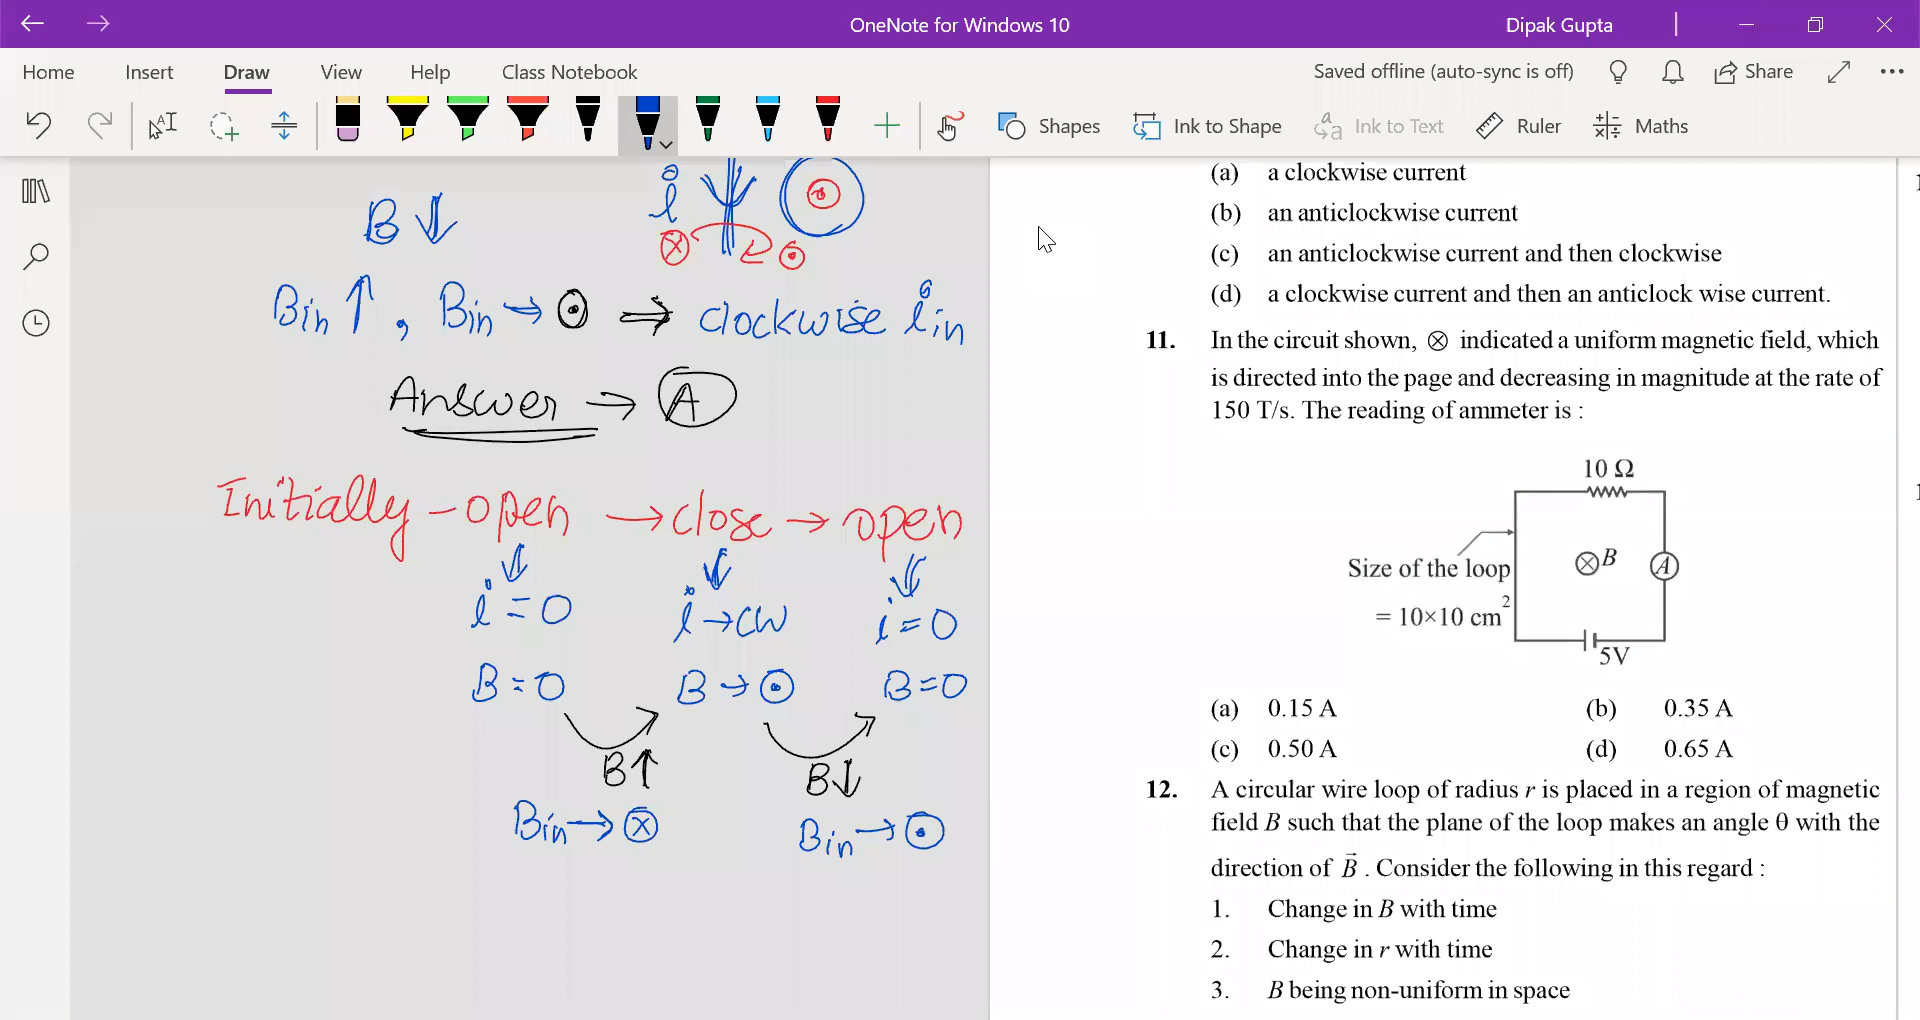 OneNote for Windows 10
Dipak Gupta
Home Insert Draw View Help Class Notebook
Saved offline (auto-sync is off) Share
Shapes Ink to Shape Ink to Text Ruler Maths
B ↓
i
Bin ↑, Bin → ⊙ ⇒ clockwise iin
Answer → A
Initially - open → close → open
i = 0 i → CW i = 0
B = 0 B → ⊙ B = 0
B↑ B↓
Bin → ⊗ Bin → ⊙
(a) a clockwise current
(b) an anticlockwise current
(c) an anticlockwise current and then clockwise
(d) a clockwise current and then an anticlock wise current.
11. In the circuit shown, ⊗ indicated a uniform magnetic field, which
is directed into the page and decreasing in magnitude at the rate of
150 T/s. The reading of ammeter is :
10 Ω
Size of the loop
= 10×10 cm²
⊗B
A
5V
(a) 0.15 A (b) 0.35 A
(c) 0.50 A (d) 0.65 A
12. A circular wire loop of radius r is placed in a region of magnetic
field B such that the plane of the loop makes an angle θ with the
direction of B⃗ . Consider the following in this regard :
1. Change in B with time
2. Change in r with time
3. B being non-uniform in space